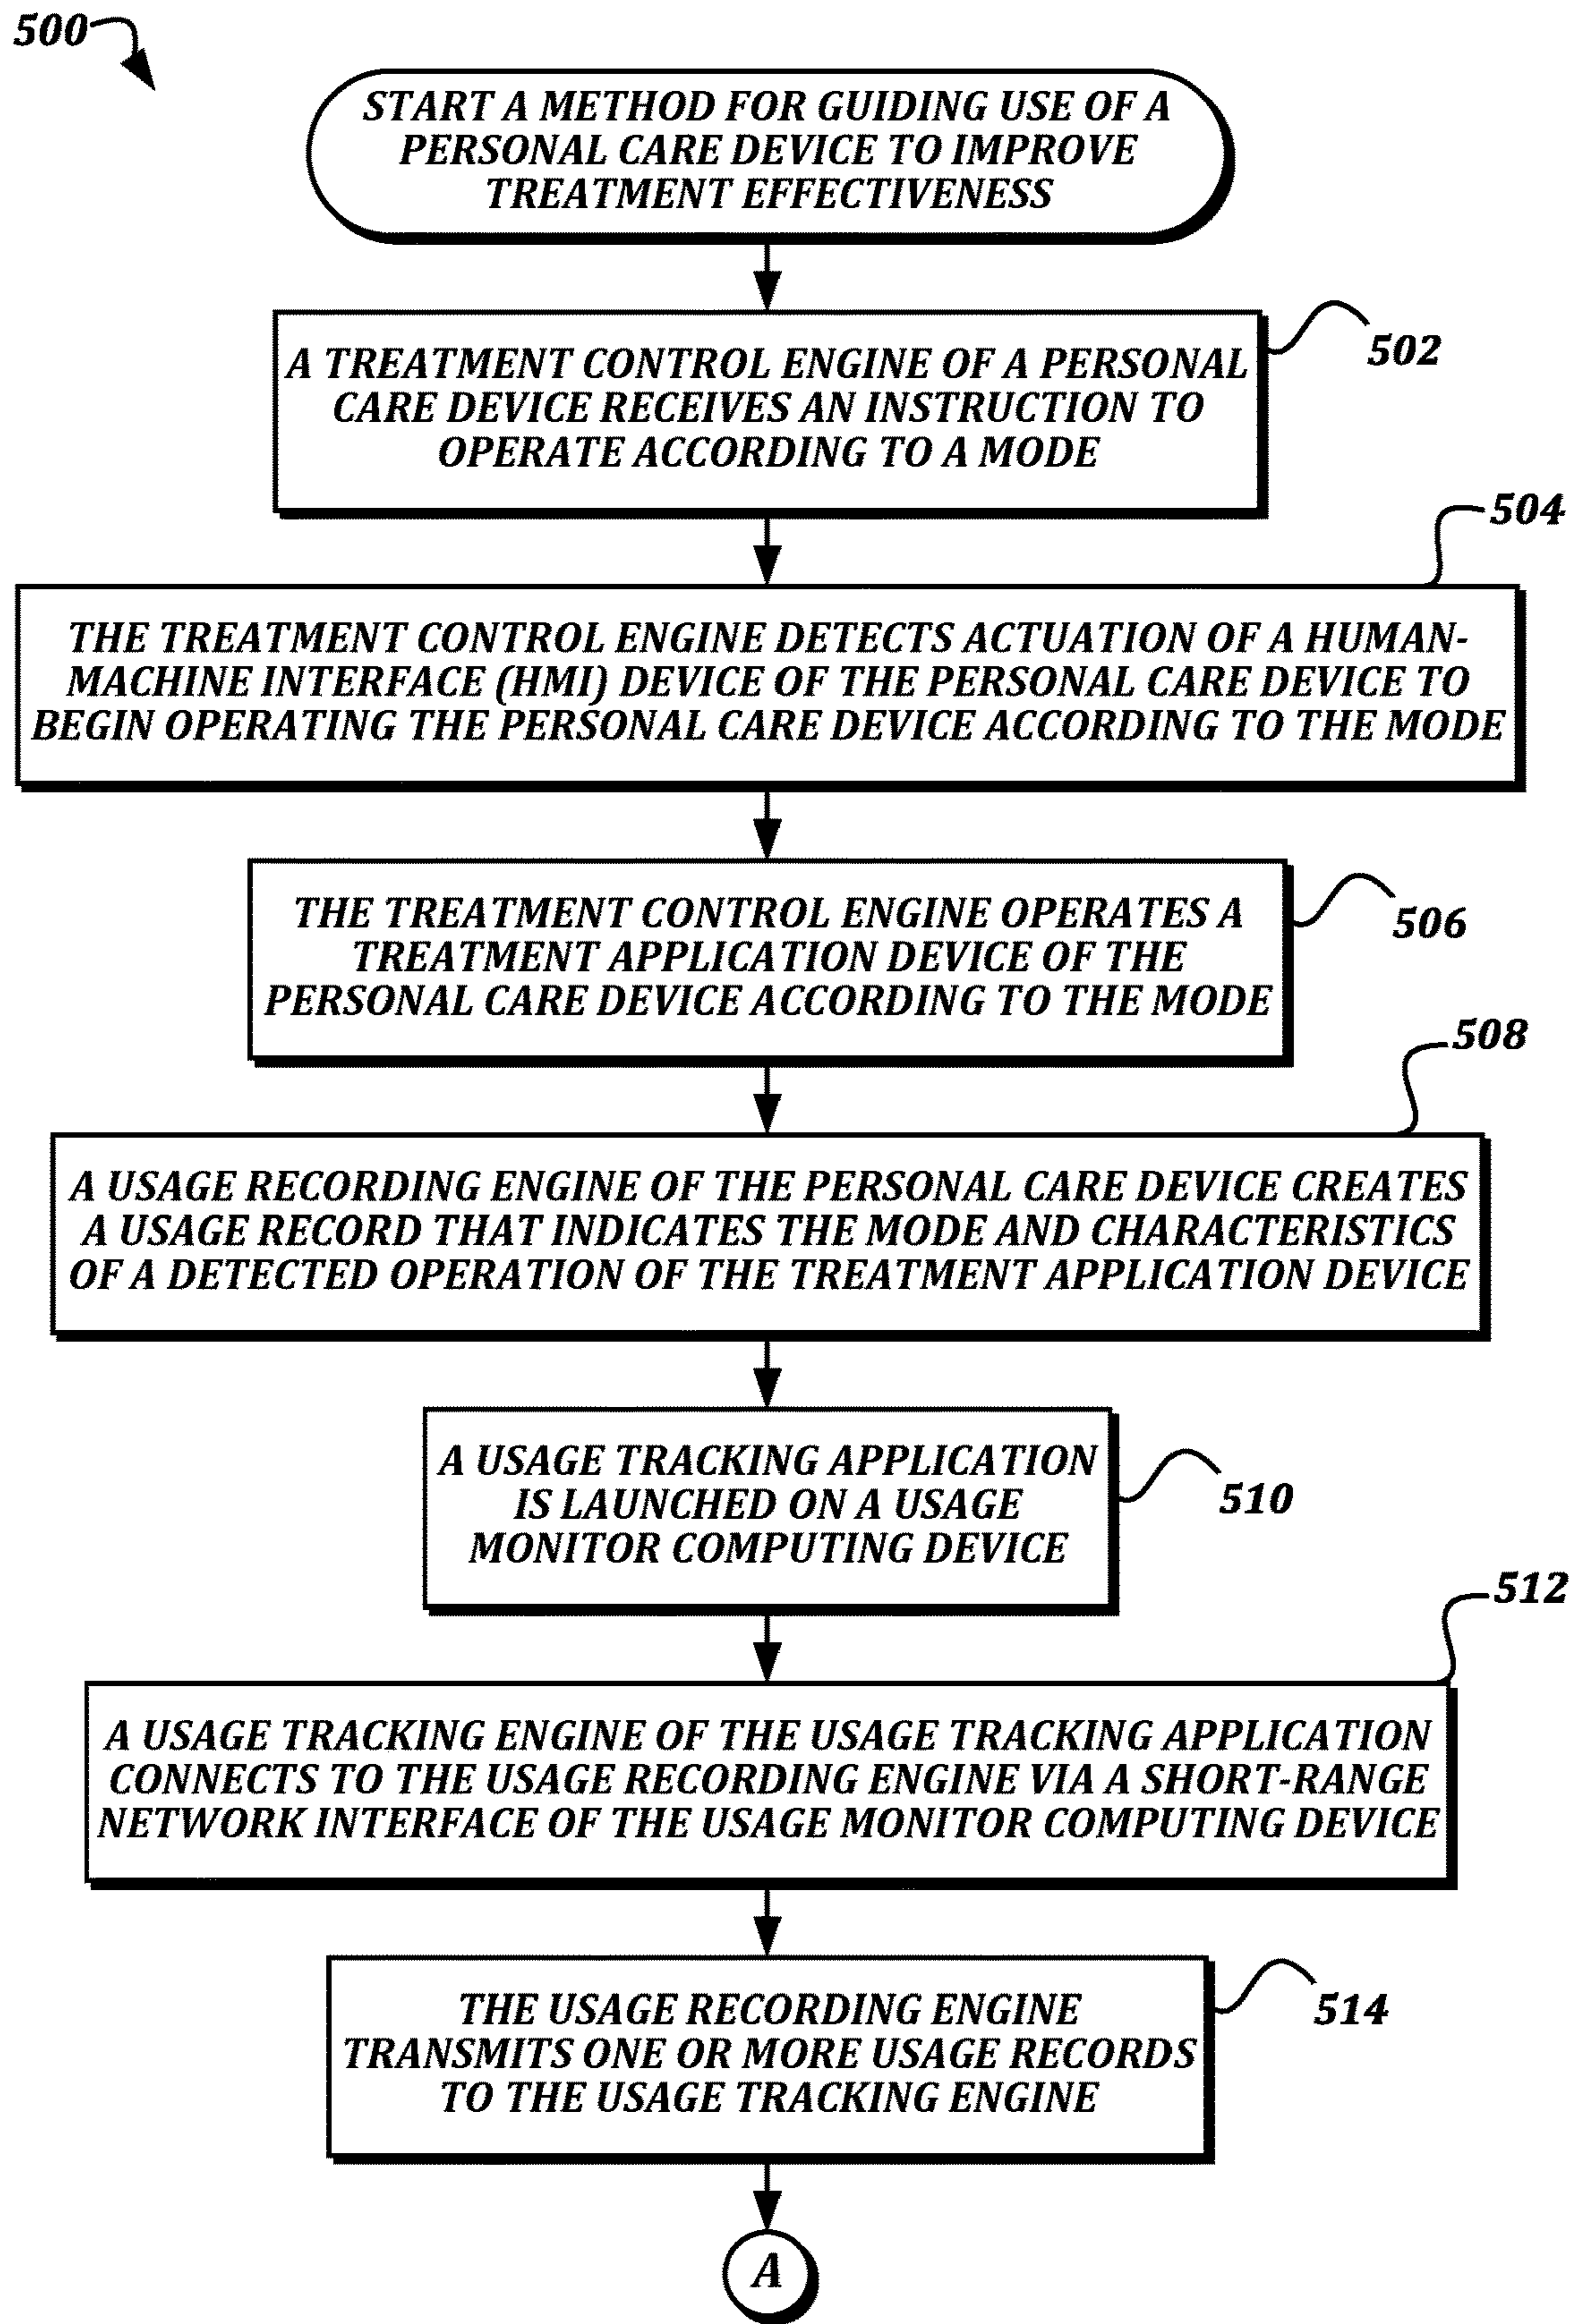 500
START A METHOD FOR GUIDING USE OF A
PERSONAL CARE DEVICE TO IMPROVE
TREATMENT EFFECTIVENESS
A TREATMENT CONTROL ENGINE OF A PERSONAL
CARE DEVICE RECEIVES AN INSTRUCTION TO
OPERATE ACCORDING TO A MODE
502
504
THE TREATMENT CONTROL ENGINE DETECTS ACTUATION OF A HUMAN-
MACHINE INTERFACE (HMI) DEVICE OF THE PERSONAL CARE DEVICE TO
BEGIN OPERATING THE PERSONAL CARE DEVICE ACCORDING TO THE MODE
THE TREATMENT CONTROL ENGINE OPERATES A
TREATMENT APPLICATION DEVICE OF THE
PERSONAL CARE DEVICE ACCORDING TO THE MODE
506
508
A USAGE RECORDING ENGINE OF THE PERSONAL CARE DEVICE CREATES
A USAGE RECORD THAT INDICATES THE MODE AND CHARACTERISTICS
OF A DETECTED OPERATION OF THE TREATMENT APPLICATION DEVICE
A USAGE TRACKING APPLICATION
IS LAUNCHED ON A USAGE
MONITOR COMPUTING DEVICE
510
512
A USAGE TRACKING ENGINE OF THE USAGE TRACKING APPLICATION
CONNECTS TO THE USAGE RECORDING ENGINE VIA A SHORT-RANGE
NETWORK INTERFACE OF THE USAGE MONITOR COMPUTING DEVICE
THE USAGE RECORDING ENGINE
TRANSMITS ONE OR MORE USAGE RECORDS
TO THE USAGE TRACKING ENGINE
514
A